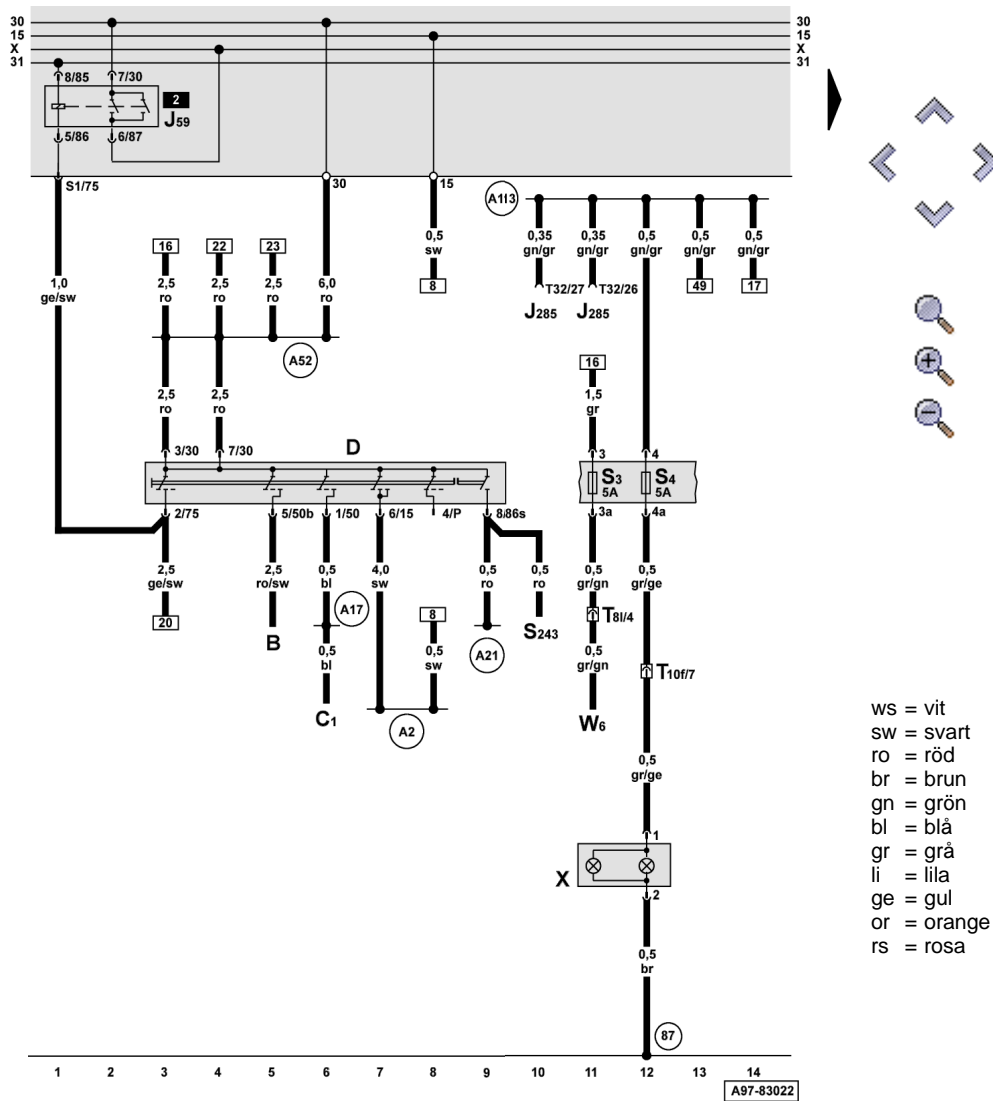 30 30
15 15
X X
31 31
8/85 7/30
2
J59
5/86 6/87
S1/75 30 15
A113
16 22 23
0,5 sw
0,35 gn/gr
0,35 gn/gr
0,5 gn/gr
0,5 gn/gr
0,5 gn/gr
1,0 ge/sw
2,5 ro
2,5 ro
2,5 ro
6,0 ro
8
T32/27 T32/26
49 17
J285 J285
A52
16
2,5 ro
2,5 ro
1,5 gr
3/30 7/30
D
3 4
S3 5A
S4 5A
2/75 5/50b 1/50 6/15 4/P 8/86s
3a 4a
2,5 ge/sw
2,5 ro/sw
0,5 bl
4,0 sw
0,5 ro
0,5 ro
0,5 gr/gn
0,5 gr/ge
20
A17
8
T8l/4
B
S243
0,5 bl
0,5 sw
A21
0,5 gr/gn
T10f/7
C1
A2
W6
0,5 gr/ge
1
X
2
0,5 br
87
1 2 3 4 5 6 7 8 9 10 11 12 13 14
A97-83022
ws = vit
sw = svart
ro = röd
br = brun
gn = grön
bl = blå
gr = grå
li = lila
ge = gul
or = orange
rs = rosa